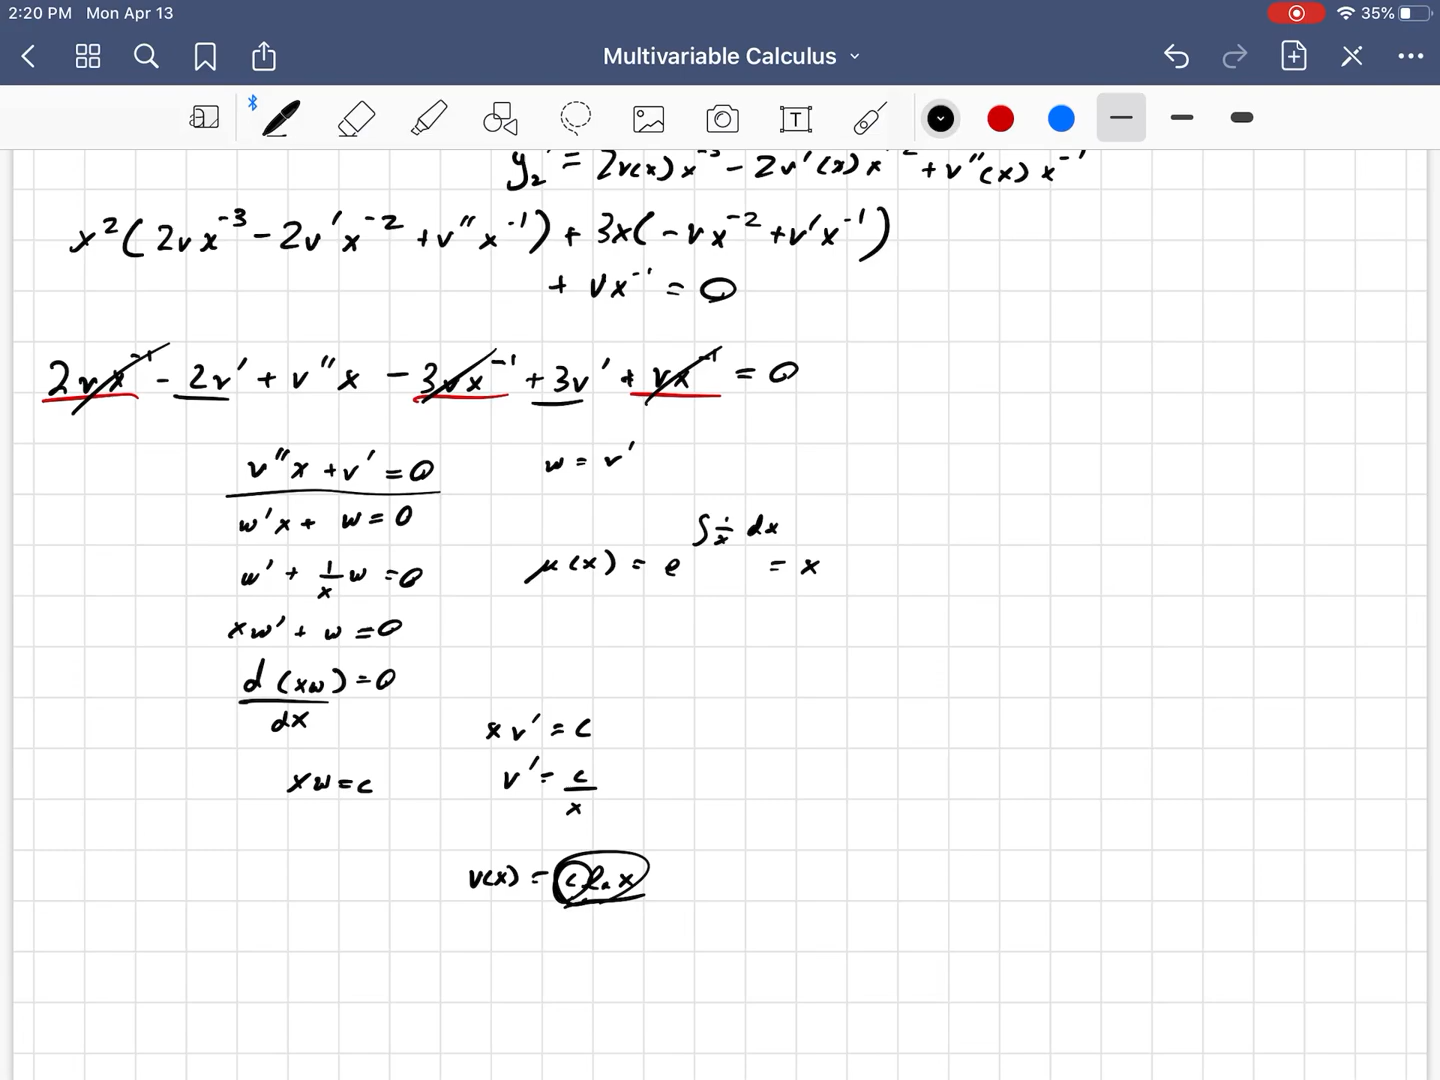 2:20 PM Mon Apr 13
35%
Multivariable Calculus
T
y₂'' = 2v(x)x⁻³ - 2v'(x)x⁻² + v''(x)x⁻¹
x²(2vx⁻³ - 2v'x⁻² + v''x⁻¹) + 3x(-vx⁻² + v'x⁻¹)
+ vx⁻¹ = 0
2vx⁻¹ - 2v' + v''x - 3vx⁻¹ + 3v' + vx⁻¹ = 0
v''x + v' = 0
w = v'
w'x + w = 0
w' + 1/x w = 0
μ(x) = e^∫1/x dx = x
xw' + w = 0
d(xw)/dx = 0
xv' = c
xw = c
v' = c/x
v(x) = c ln x